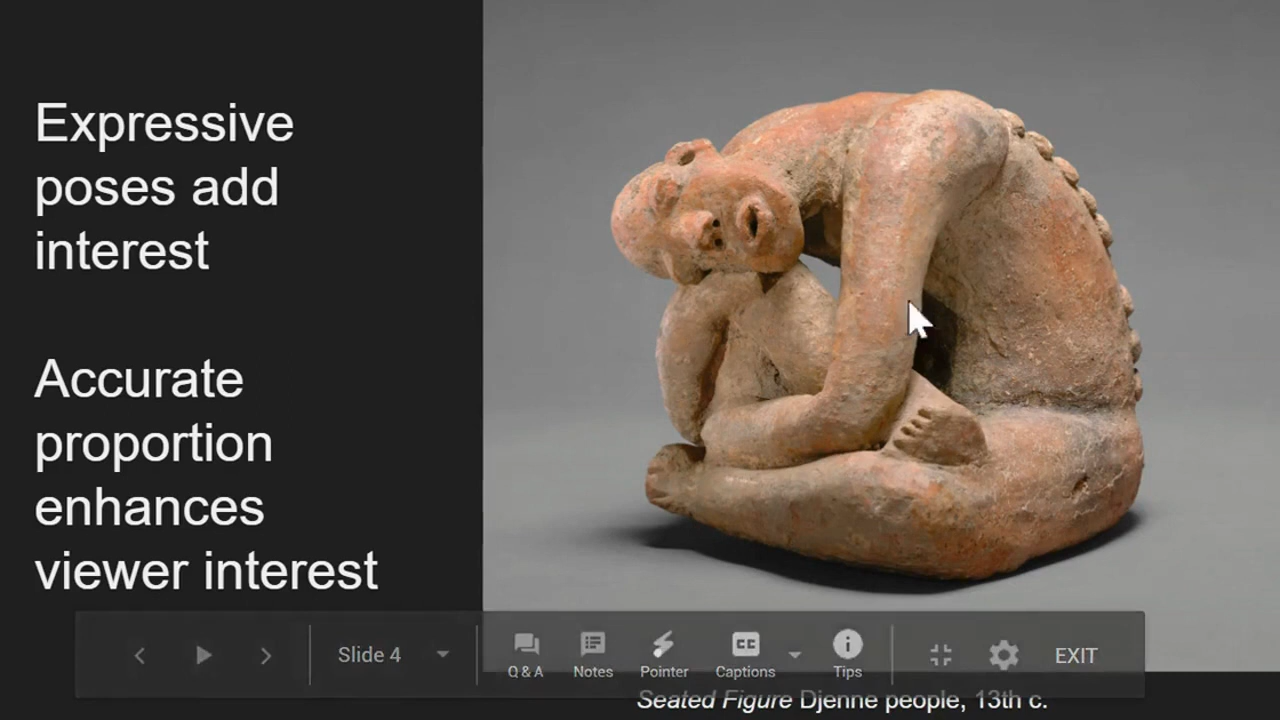 Expressive
poses add
interest
Accurate
proportion
enhances
viewer interest
Slide 4
Q & A
Notes
Pointer
CC
Captions
Tips
EXIT
Seated Figure Djenne people, 13th c.